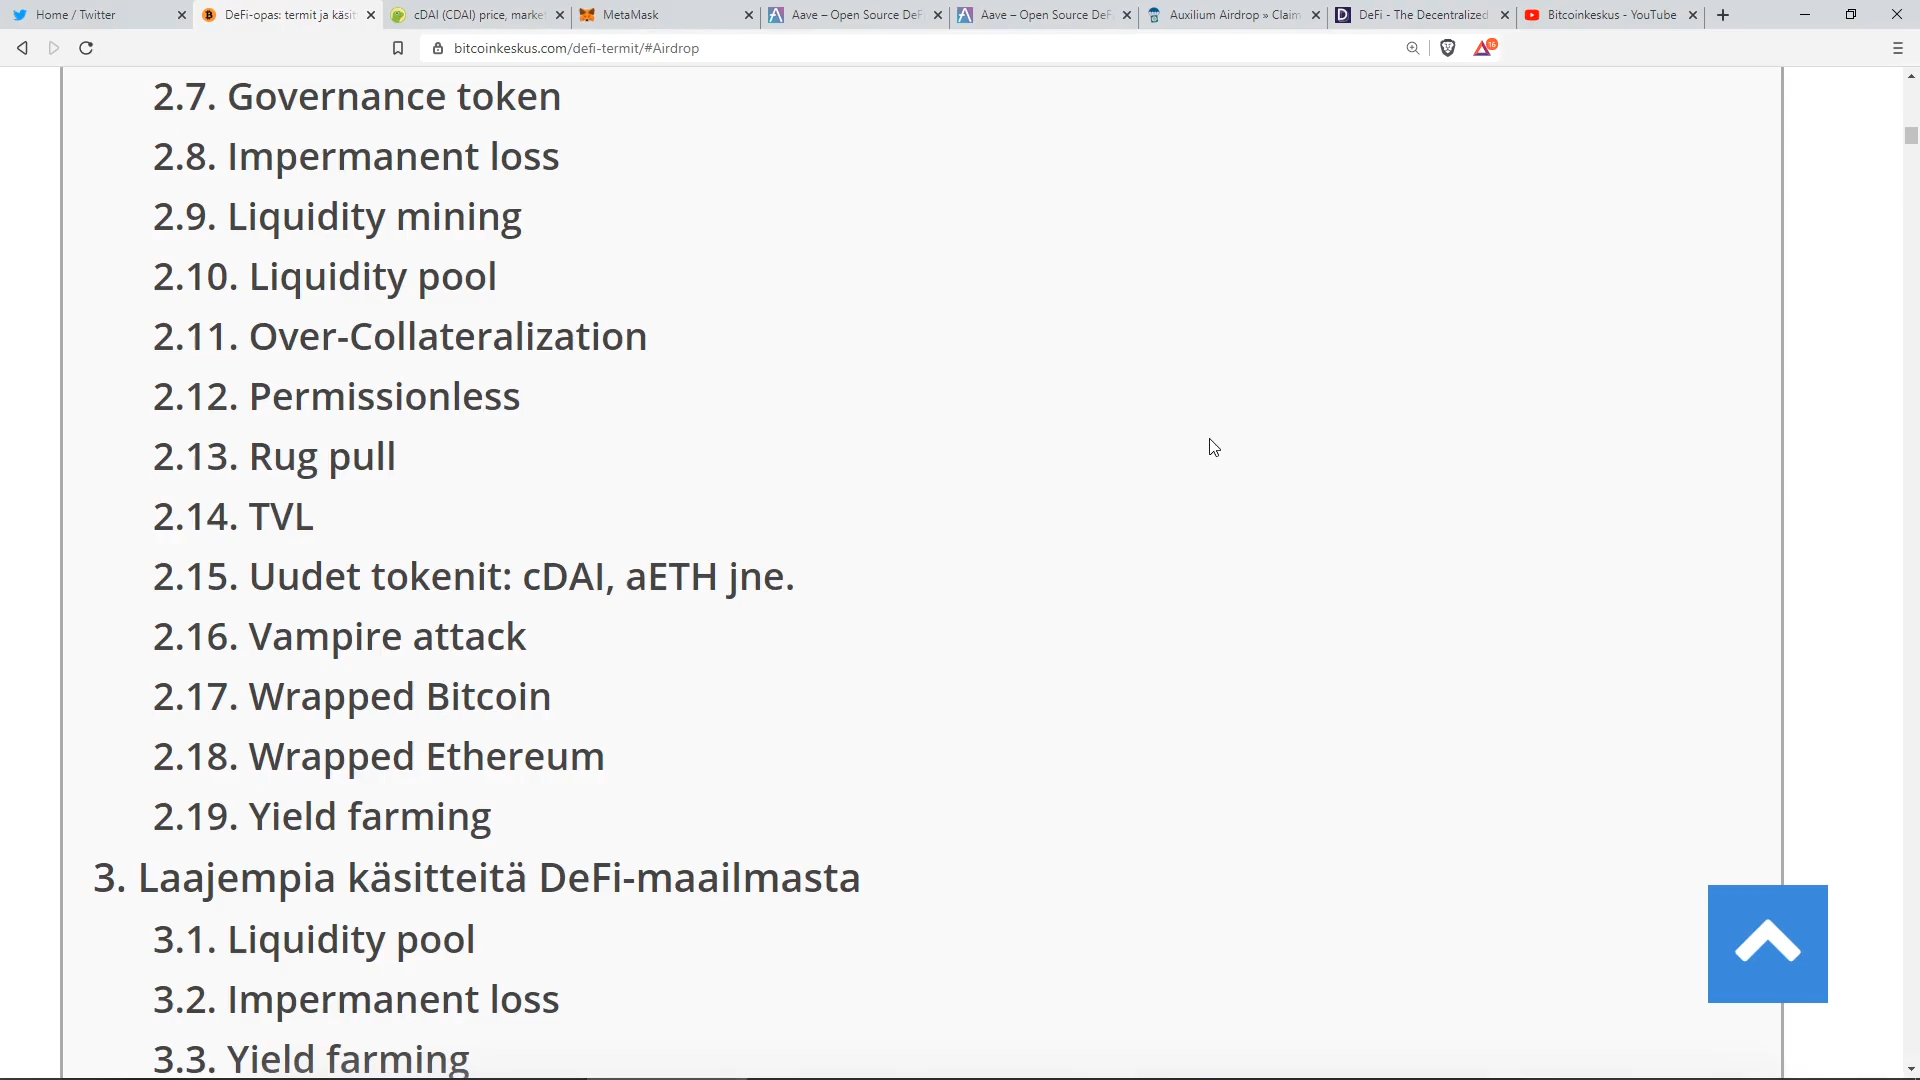 Home / Twitter
DeFi-opas: termit ja käsit
cDAI (CDAI) price, marke
MetaMask
Aave – Open Source DeF
Aave – Open Source DeF
Auxilium Airdrop » Claim
DeFi - The Decentralized
Bitcoinkeskus - YouTube
bitcoinkeskus.com/defi-termit/#Airdrop
16
2.7. Governance token
2.8. Impermanent loss
2.9. Liquidity mining
2.10. Liquidity pool
2.11. Over-Collateralization
2.12. Permissionless
2.13. Rug pull
2.14. TVL
2.15. Uudet tokenit: cDAI, aETH jne.
2.16. Vampire attack
2.17. Wrapped Bitcoin
2.18. Wrapped Ethereum
2.19. Yield farming
3. Laajempia käsitteitä DeFi-maailmasta
3.1. Liquidity pool
3.2. Impermanent loss
3.3. Yield farming